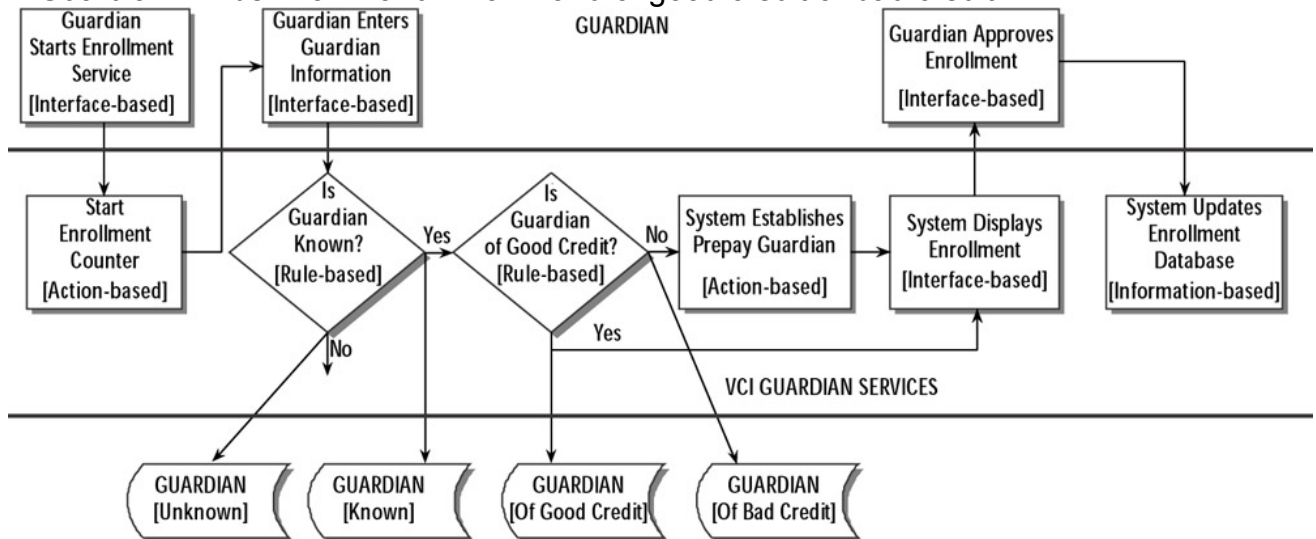 GUARDIAN
Guardian
Starts Enrollment
Service
[Interface-based]
Guardian Enters
Guardian
Information
[Interface-based]
Guardian Approves
Enrollment
[Interface-based]
Start
Enrollment
Counter
[Action-based]
Is
Guardian
Known?
[Rule-based]
Yes
No
Is
Guardian
of Good Credit?
[Rule-based]
No
Yes
System Establishes
Prepay Guardian
[Action-based]
System Displays
Enrollment
[Interface-based]
System Updates
Enrollment
Database
[Information-based]
VCI GUARDIAN SERVICES
GUARDIAN
[Unknown]
GUARDIAN
[Known]
GUARDIAN
[Of Good Credit]
GUARDIAN
[Of Bad Credit]